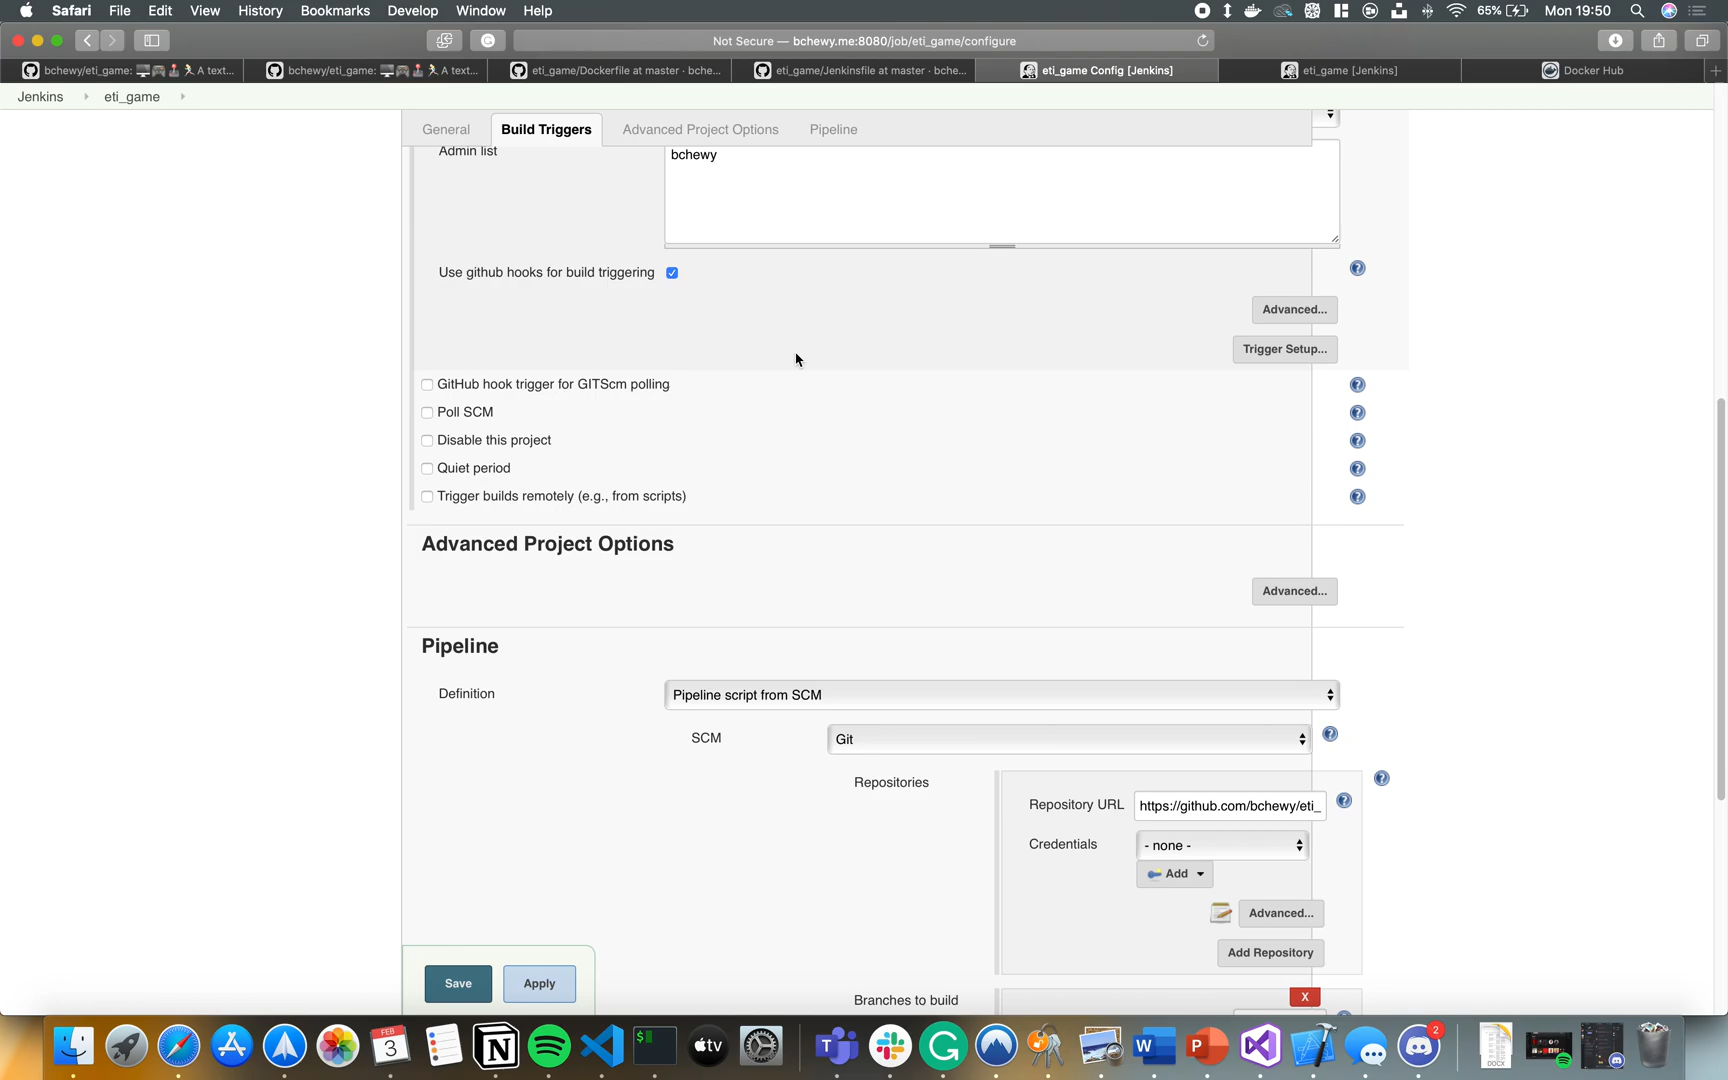 Safari File Edit View History Bookmarks Develop Window Help 65% Mon 19:50
Not Secure — bchewy.me:8080/job/eti_game/configure
bchewy/eti_game: 🖥🎮🕹🏃A text...
bchewy/eti_game: 🖥🎮🕹🏃A text...
eti_game/Dockerfile at master · bche...
eti_game/Jenkinsfile at master · bche...
eti_game Config [Jenkins]
eti_game [Jenkins]
Docker Hub
Jenkins eti_game
General Build Triggers Advanced Project Options Pipeline
Admin list
bchewy
Use github hooks for build triggering
Advanced...
Trigger Setup...
GitHub hook trigger for GITScm polling
Poll SCM
Disable this project
Quiet period
Trigger builds remotely (e.g., from scripts)
Advanced Project Options
Advanced...
Pipeline
Definition
Pipeline script from SCM
SCM
Git
Repositories
Repository URL
https://github.com/bchewy/eti_
Credentials
- none -
Add
Advanced...
Add Repository
Save Apply
Branches to build
X
FEB
3
tv
2
DOCX